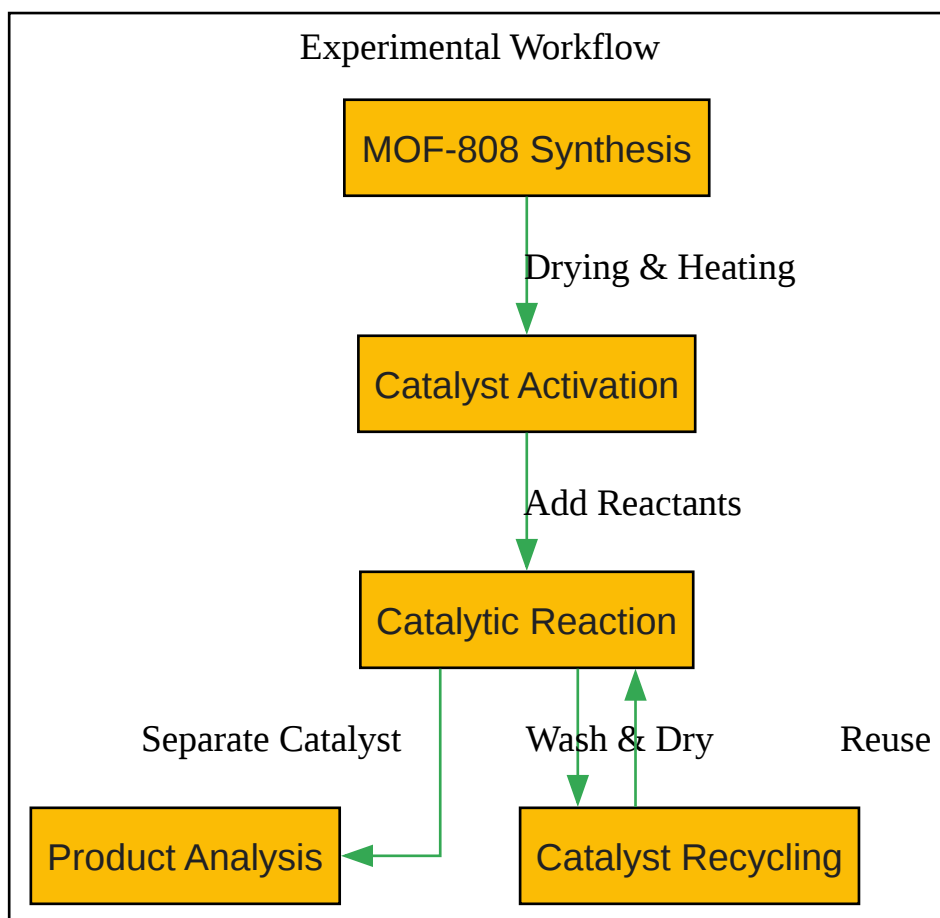 Experimental Workflow
MOF-808 Synthesis
Drying & Heating
Catalyst Activation
Add Reactants
Catalytic Reaction
Separate Catalyst
Wash & Dry
Reuse
Product Analysis
Catalyst Recycling